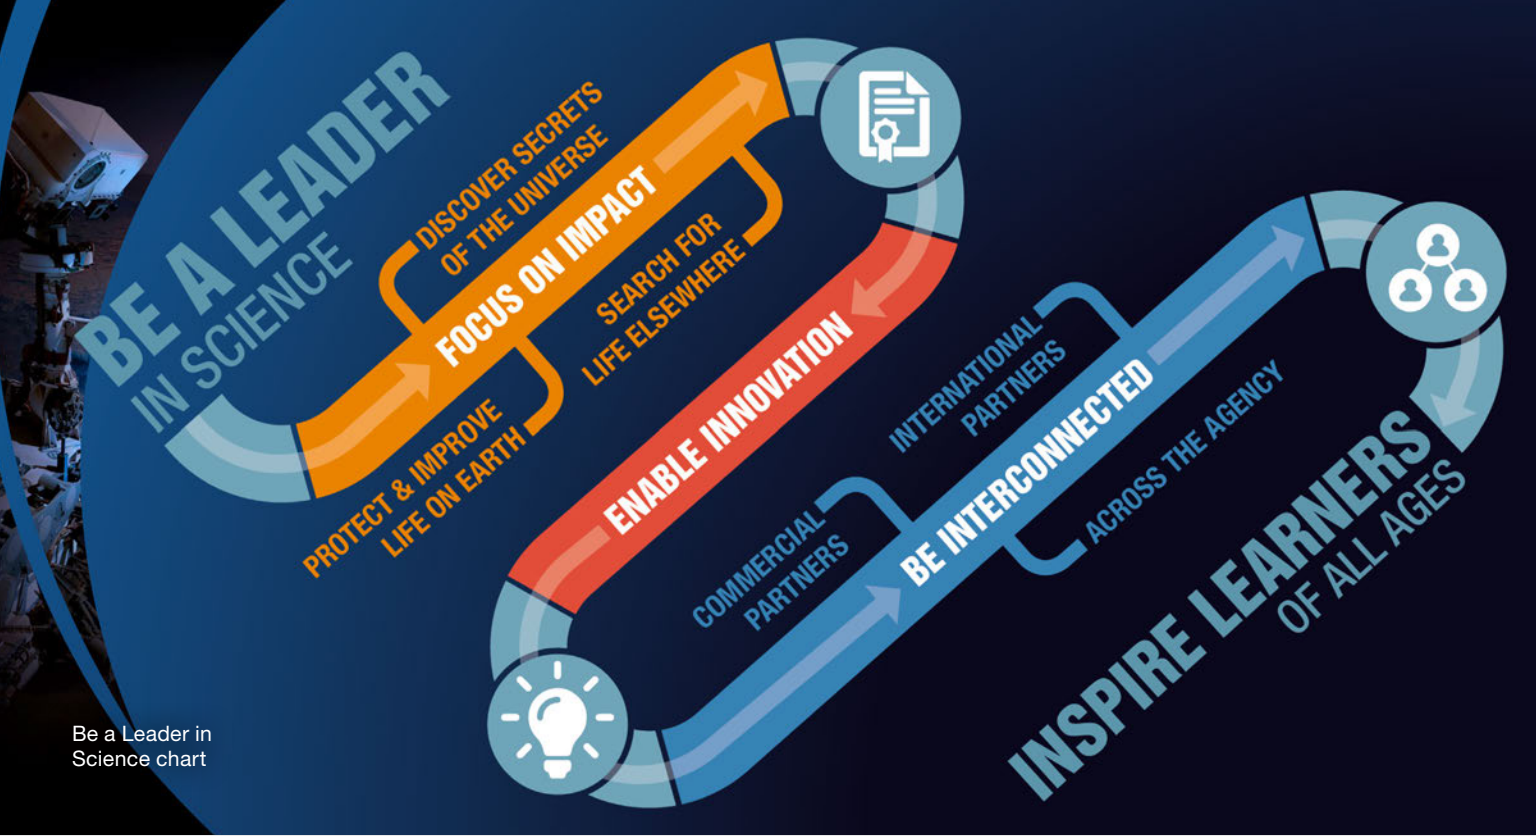 BE A LEADER
IN SCIENCE
DISCOVER SECRETS
OF THE UNIVERSE
FOCUS ON IMPACT
SEARCH FOR
LIFE ELSEWHERE
PROTECT & IMPROVE
LIFE ON EARTH
ENABLE INNOVATION
INTERNATIONAL
PARTNERS
BE INTERCONNECTED
COMMERCIAL
PARTNERS
ACROSS THE AGENCY
INSPIRE LEARNERS
OF ALL AGES
Be a Leader in
Science chart